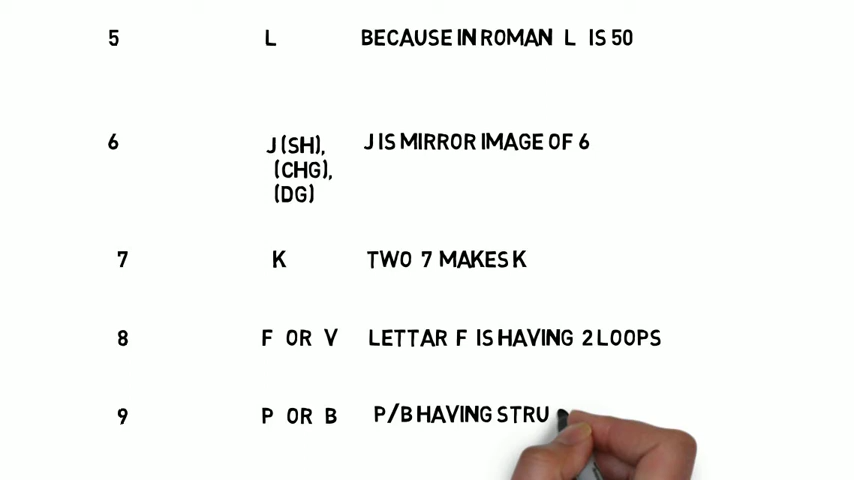 5 L BECAUSE IN ROMAN L IS 50
6 J (SH), J IS MIRROR IMAGE OF 6
(CHG),
(DG)
7 K TWO 7 MAKES K
8 F OR V LETTAR F IS HAVING 2 LOOPS
9 P OR B P/B HAVING STRU